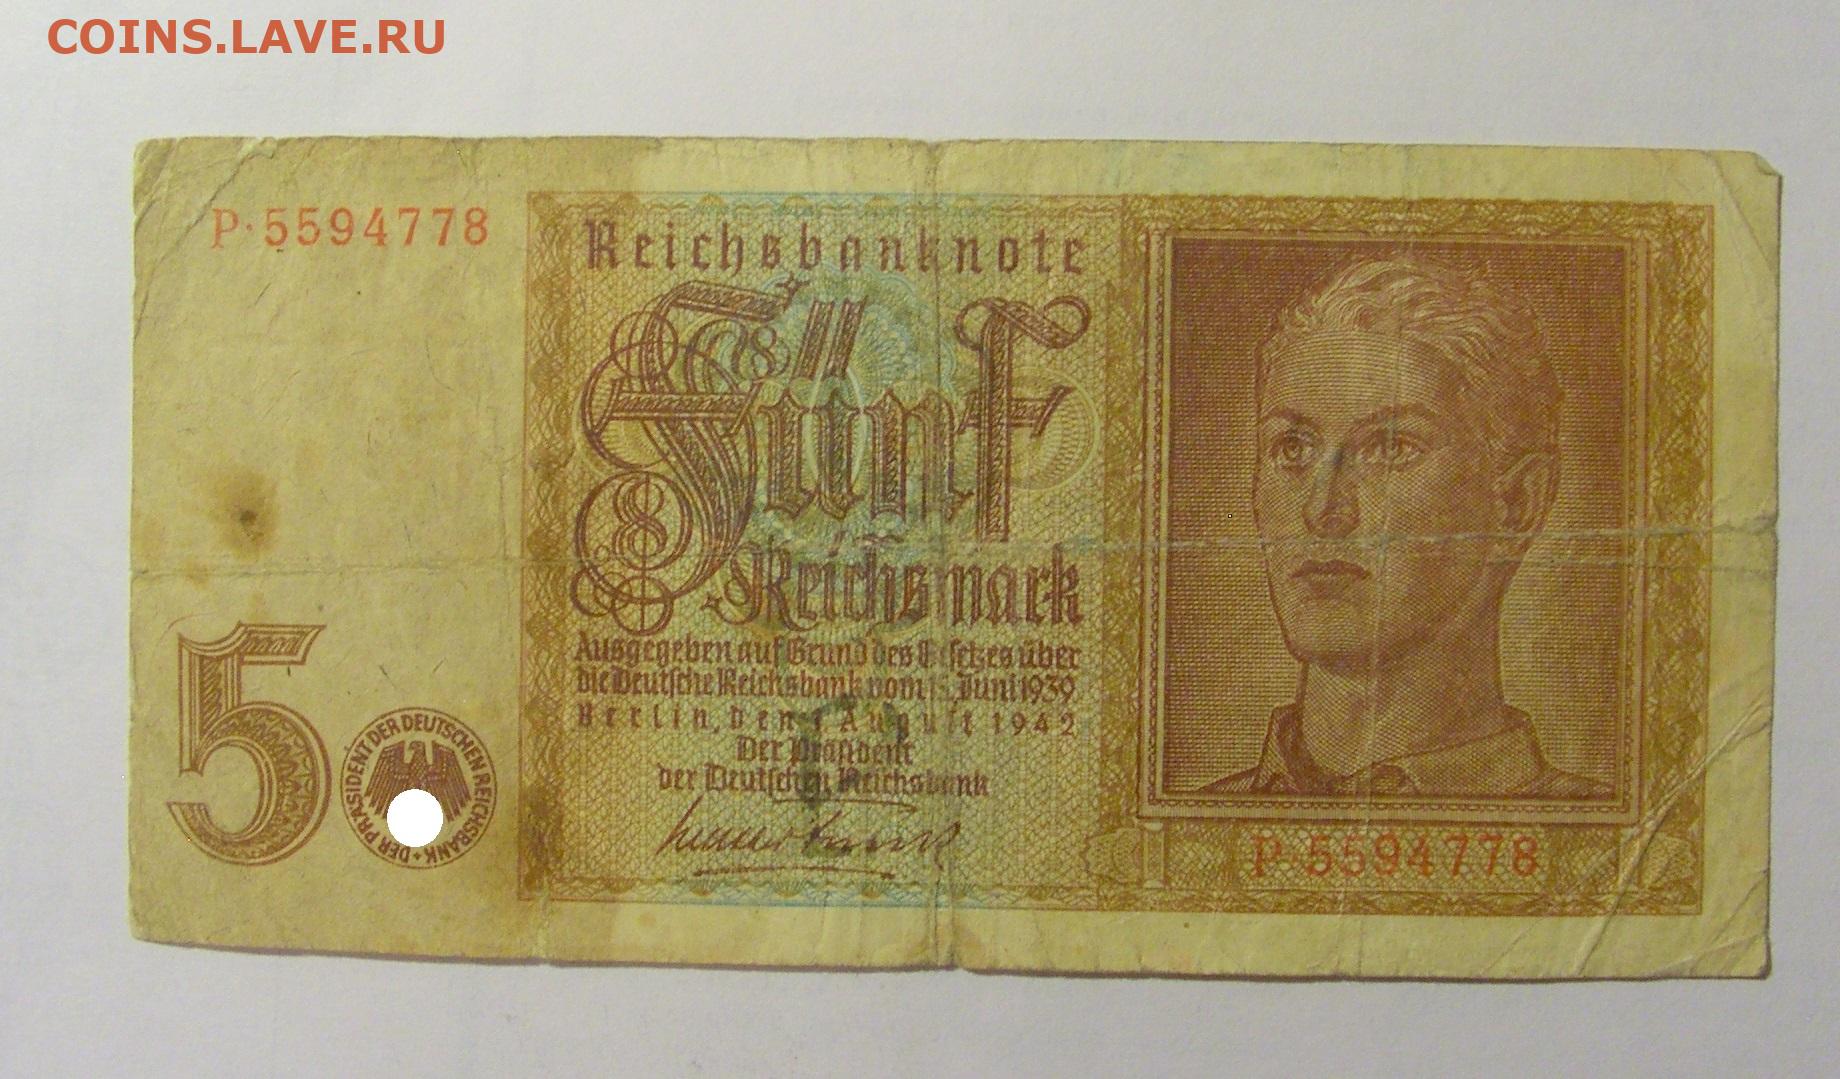 COINS.LAVE.RU
P·5594778
Reichsbanknote
Fünf
Reichsmark
Ausgegeben auf Grund des Gesetzes über
die Deutsche Reichsbank vom 15. Juni 1939
Berlin, den 1. August 1942
Der Präsident
der Deutschen Reichsbank
5
DER PRÄSIDENT DER DEUTSCHEN REICHSBANK
P·5594778